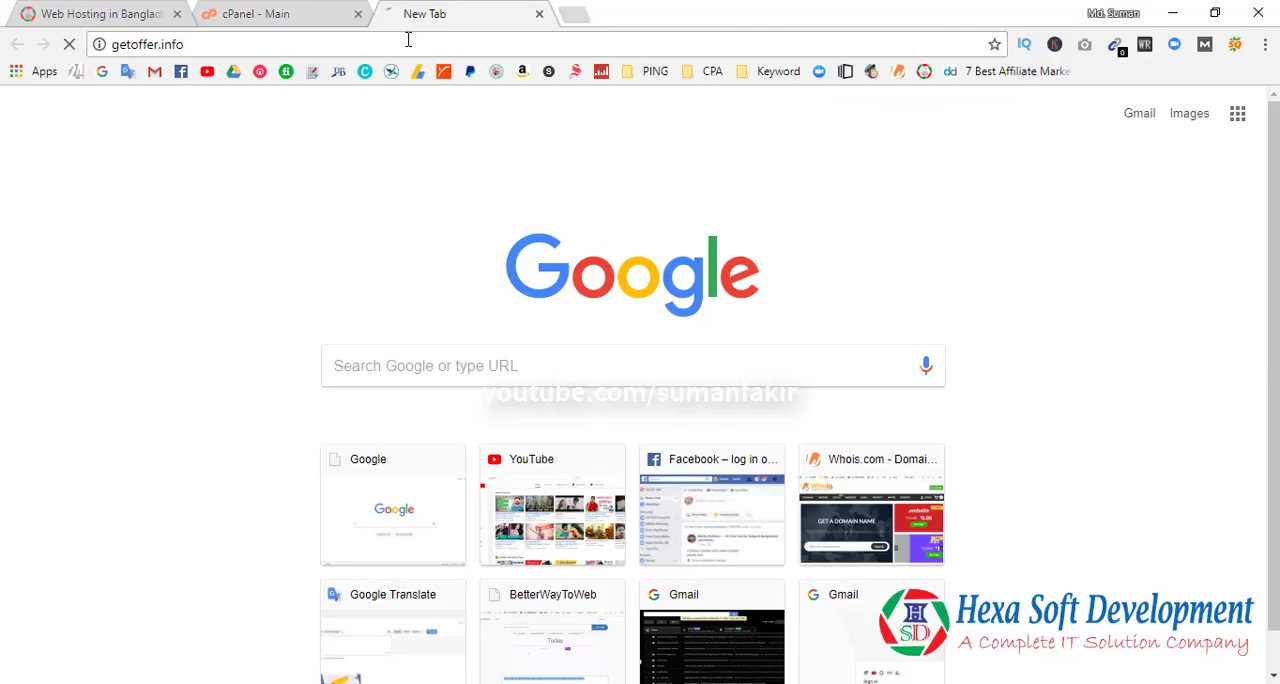 Web Hosting in Banglad
cPanel - Main
New Tab
Md. Suman
getoffer.info
Apps
PING
CPA
Keyword
7 Best Affiliate Marke
Gmail
Images
Google
Search Google or type URL
youtube.com/sumanfakir
Google
YouTube
Facebook – log in o...
Whois.com - Domai...
GET A DOMAIN NAME
Google Translate
BetterWayToWeb
Gmail
Gmail
Today
HSD
Hexa Soft Development
A Complete IT Solution Company